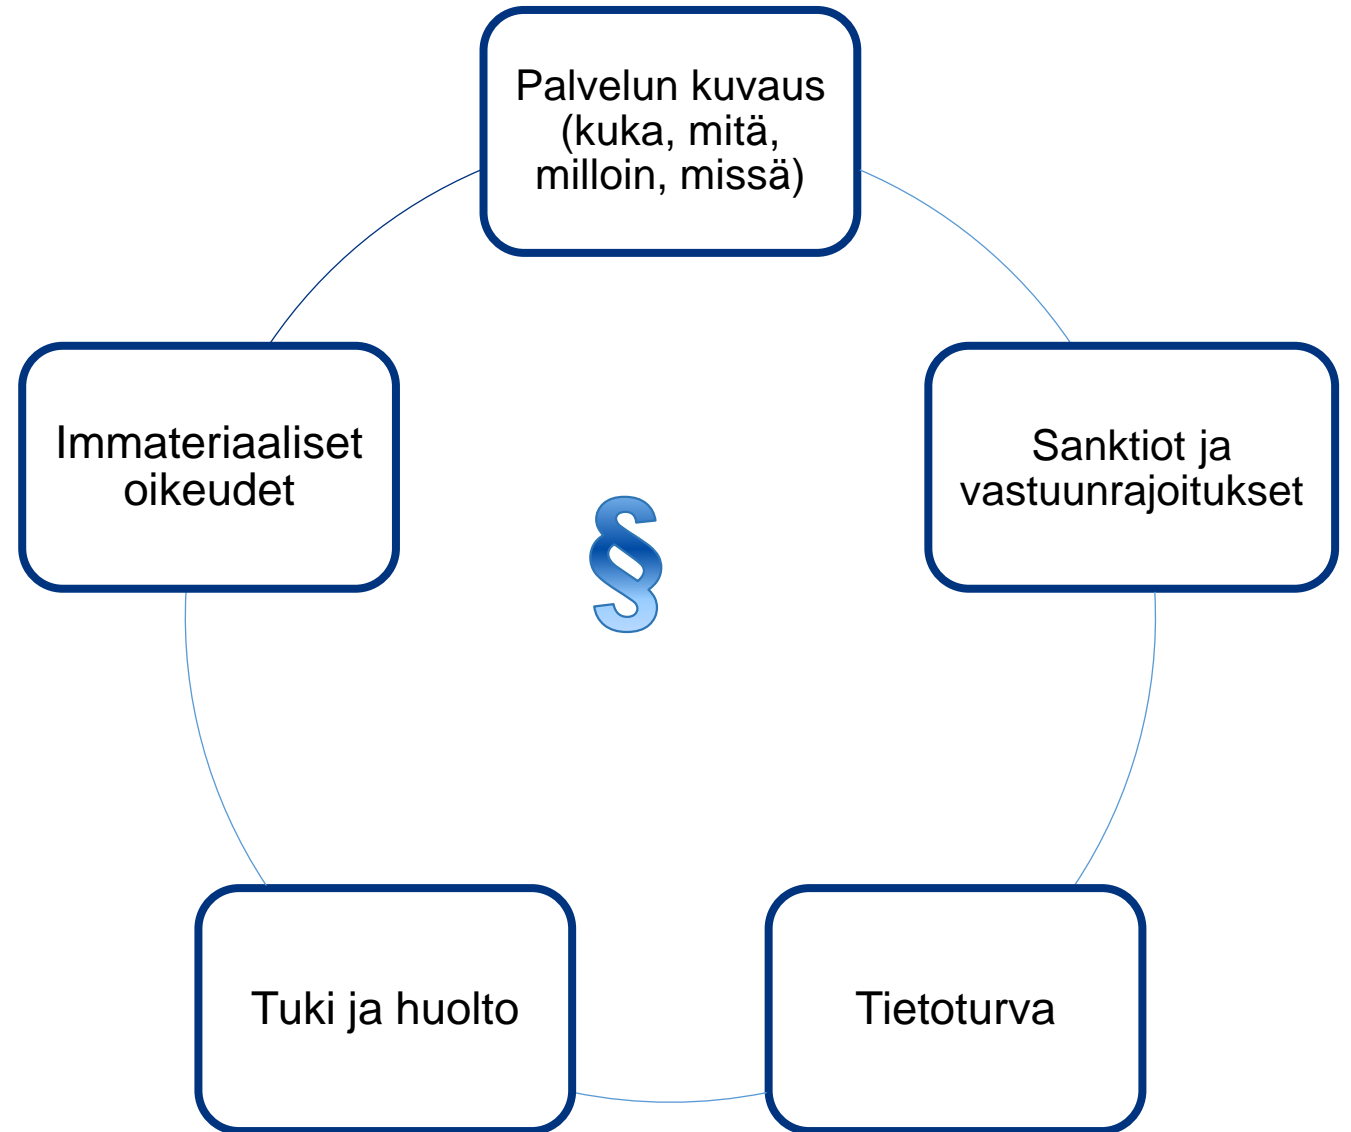 Palvelun kuvaus
(kuka, mitä,
milloin, missä)
Immateriaaliset
oikeudet
Sanktiot ja
vastuunrajoitukset
§
Tuki ja huolto
Tietoturva